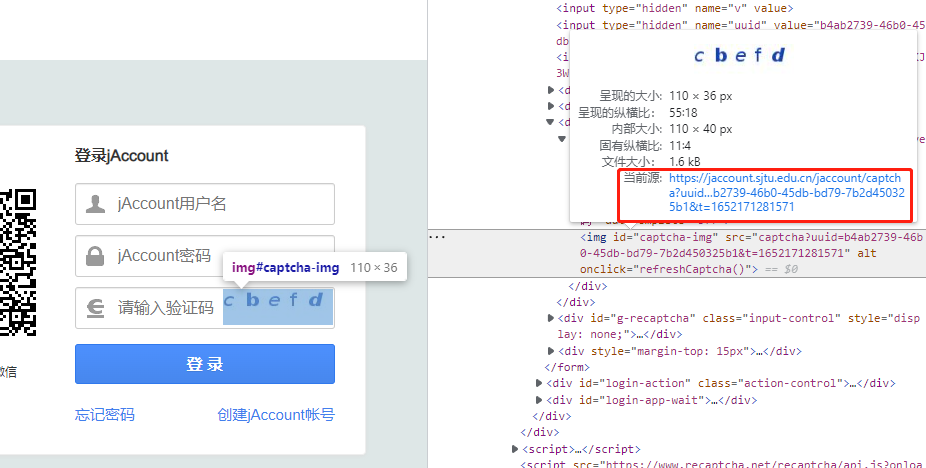 登录jAccount
jAccount用户名
jAccount密码
img#captcha-img 110 × 36
请输入验证码
c b e f d
登 录
微信
忘记密码
创建jAccount帐号
<input type="hidden" name="v" value>
<input type="hidden" name="uuid" value="b4ab2739-46b0-45
db
c b e f d
呈现的大小: 110 × 36 px
呈现的纵横比: 55:18
内部大小: 110 × 40 px
固有纵横比: 11:4
文件大小: 1.6 kB
当前源: https://jaccount.sjtu.edu.cn/jaccount/captch
a?uuid...b2739-46b0-45db-bd79-7b2d45032
5b1&t=1652171281571
<i
3W
<d
<d
<d
<img id="captcha-img" src="captcha?uuid=b4ab2739-46b
0-45db-bd79-7b2d450325b1&t=1652171281571" alt
onclick="refreshCaptcha()"> == $0
</div>
</div>
<div id="g-recaptcha" class="input-control" style="disp
lay: none;">…</div>
<div style="margin-top: 15px">…</div>
</form>
<div id="login-action" class="action-control">…</div>
<div id="login-app-wait">…</div>
</div>
</div>
<script>…</script>
<script src="https://www.recaptcha.net/recaptcha/api.js?onloa